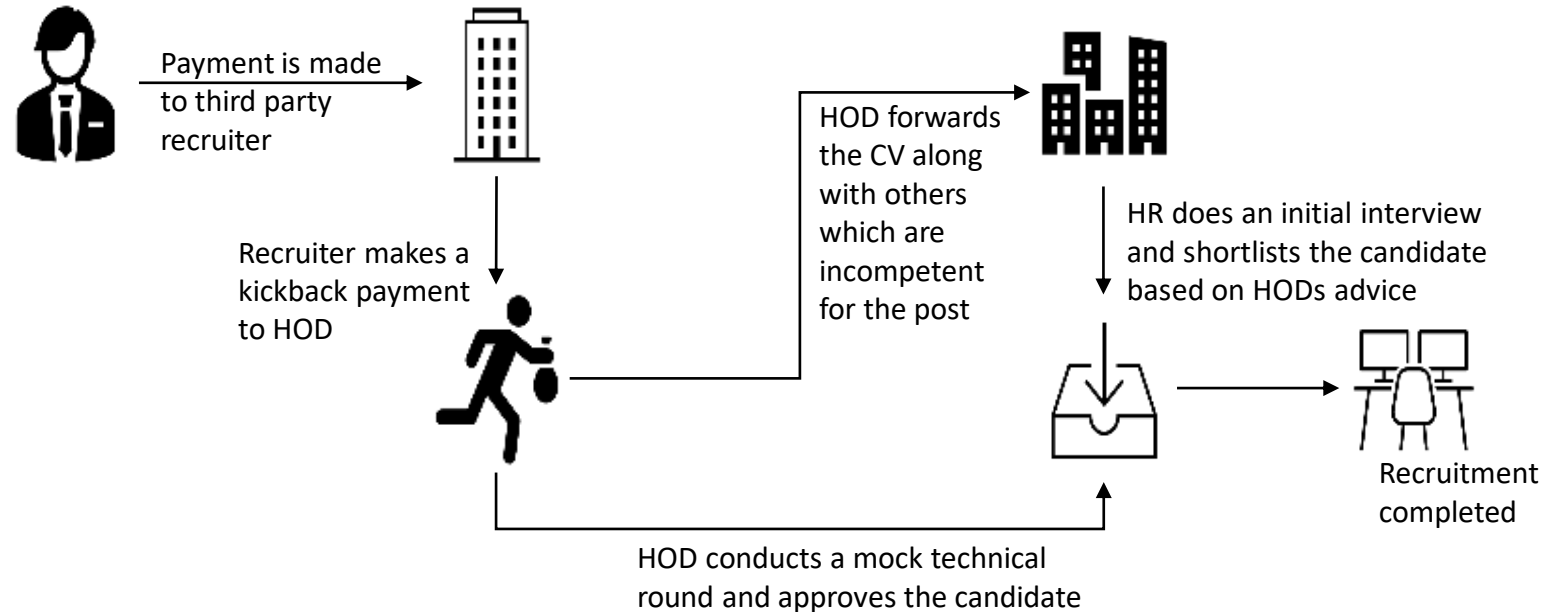 Payment is made
to third party
recruiter
Recruiter makes a
kickback payment
to HOD
HOD forwards
the CV along
with others
which are
incompetent
for the post
HR does an initial interview
and shortlists the candidate
based on HODs advice
Recruitment
completed
HOD conducts a mock technical
round and approves the candidate